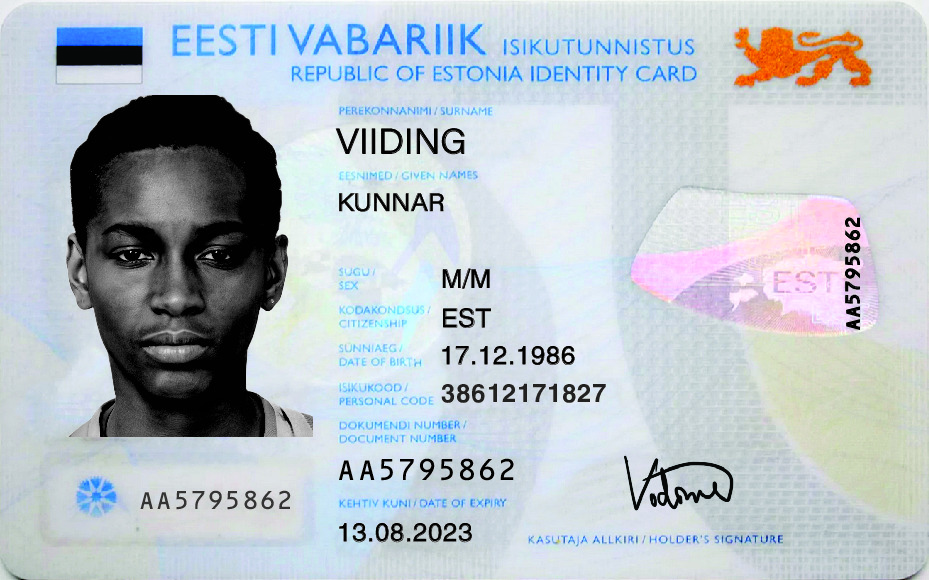 EESTI VABARIIK ISIKUTUNNISTUS
REPUBLIC OF ESTONIA IDENTITY CARD
PEREKONNANIMI / SURNAME
VIIDING
EESNIMED / GIVEN NAMES
KUNNAR
SUGU /
SEX
M/M
KODAKONDSUS /
CITIZENSHIP
EST
SÜNNIAEG /
DATE OF BIRTH
17.12.1986
ISIKUKOOD /
PERSONAL CODE
38612171827
DOKUMENDI NUMBER /
DOCUMENT NUMBER
AA5795862
KEHTIV KUNI / DATE OF EXPIRY
13.08.2023
AA5795862
EST
AA5795862
KASUTAJA ALLKIRI / HOLDER'S SIGNATURE